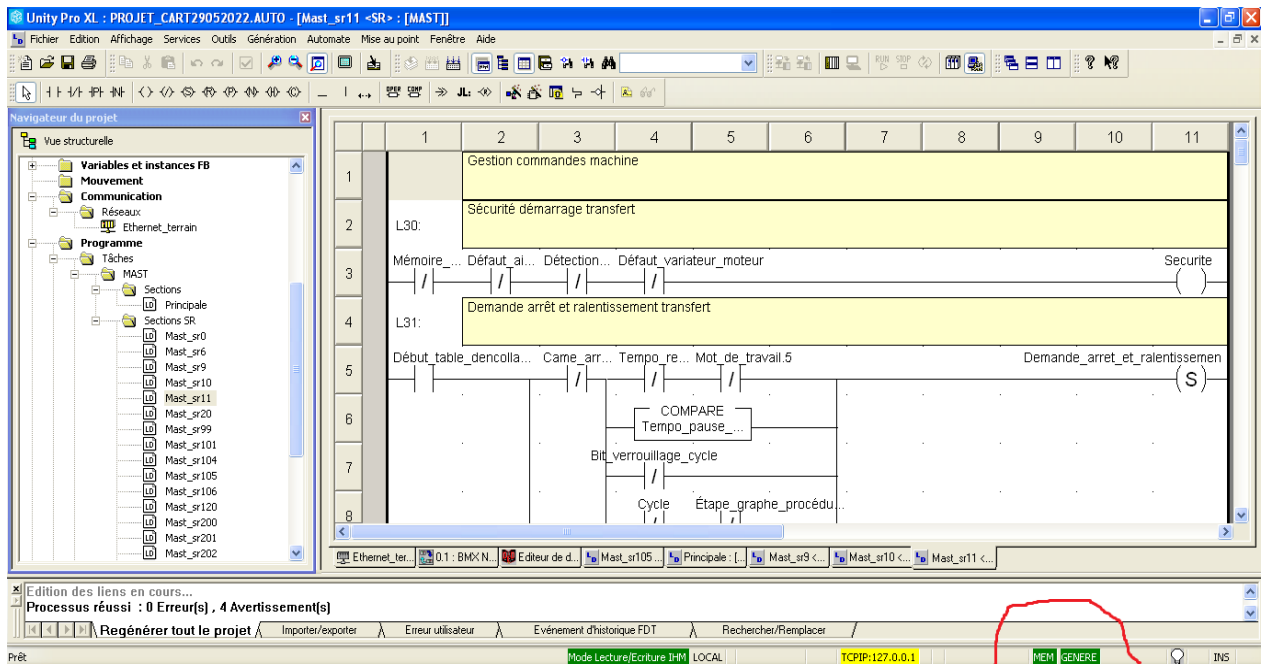 Unity Pro XL : PROJET_CART29052022.AUTO - [Mast_sr11 <SR> : [MAST]]
Fichier Edition Affichage Services Outils Génération Automate Mise au point Fenêtre Aide
Navigateur du projet
Vue structurelle
Variables et instances FB
Mouvement
Communication
Réseaux
Ethernet_terrain
Programme
Tâches
MAST
Sections
Principale
Sections SR
Mast_sr0
Mast_sr6
Mast_sr9
Mast_sr10
Mast_sr11
Mast_sr20
Mast_sr99
Mast_sr101
Mast_sr104
Mast_sr105
Mast_sr106
Mast_sr120
Mast_sr200
Mast_sr201
Mast_sr202
1 2 3 4 5 6 7 8 9 10 11
1 Gestion commandes machine
2 L30: Sécurité démarrage transfert
3 Mémoire_... Défaut_ai... Détection... Défaut_variateur_moteur Securite
4 L31: Demande arrêt et ralentissement transfert
5 Début_table_dencolla... Came_arr... Tempo_re... Mot_de_travail.5 Demande_arret_et_ralentissemen
S
6 COMPARE
Tempo_pause_...
7 Bit_verrouillage_cycle
8 Cycle Étape_graphe_procédu...
Ethernet_ter... 0.1 : BMX N... Editeur de d... Mast_sr105 ... Principale : [... Mast_sr9 <... Mast_sr10 <... Mast_sr11 <...
Edition des liens en cours...
Processus réussi : 0 Erreur(s) , 4 Avertissement(s)
Regénérer tout le projet Importer/exporter Erreur utilisateur Evénement d'historique FDT Rechercher/Remplacer
Prêt Mode Lecture/Ecriture IHM LOCAL TCPIP:127.0.0.1 MEM GENERE INS